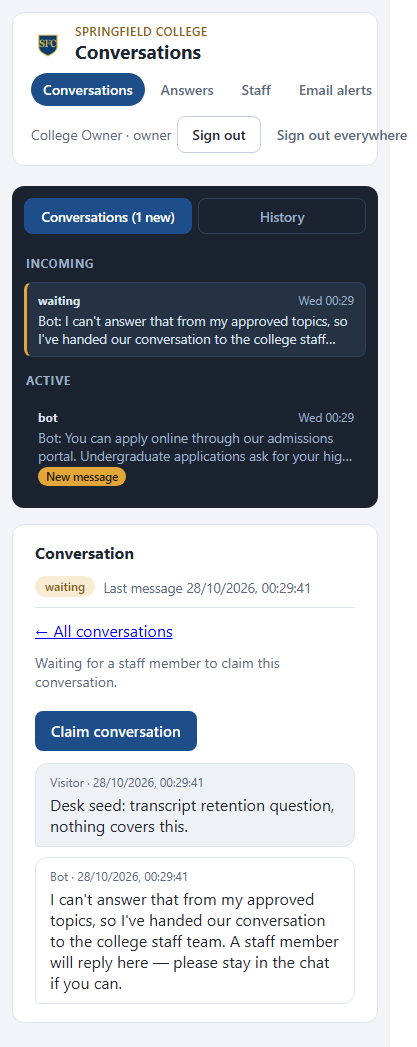 SFC
SPRINGFIELD COLLEGE
Conversations
Conversations Answers Staff Email alerts
College Owner · owner Sign out Sign out everywhere
Conversations (1 new) History
INCOMING
waiting Wed 00:29
Bot: I can't answer that from my approved topics, so
I've handed our conversation to the college staff...
ACTIVE
bot Wed 00:29
Bot: You can apply online through our admissions
portal. Undergraduate applications ask for your hig...
New message
Conversation
waiting Last message 28/10/2026, 00:29:41
← All conversations
Waiting for a staff member to claim this
conversation.
Claim conversation
Visitor · 28/10/2026, 00:29:41
Desk seed: transcript retention question,
nothing covers this.
Bot · 28/10/2026, 00:29:41
I can't answer that from my approved
topics, so I've handed our conversation
to the college staff team. A staff member
will reply here — please stay in the chat
if you can.